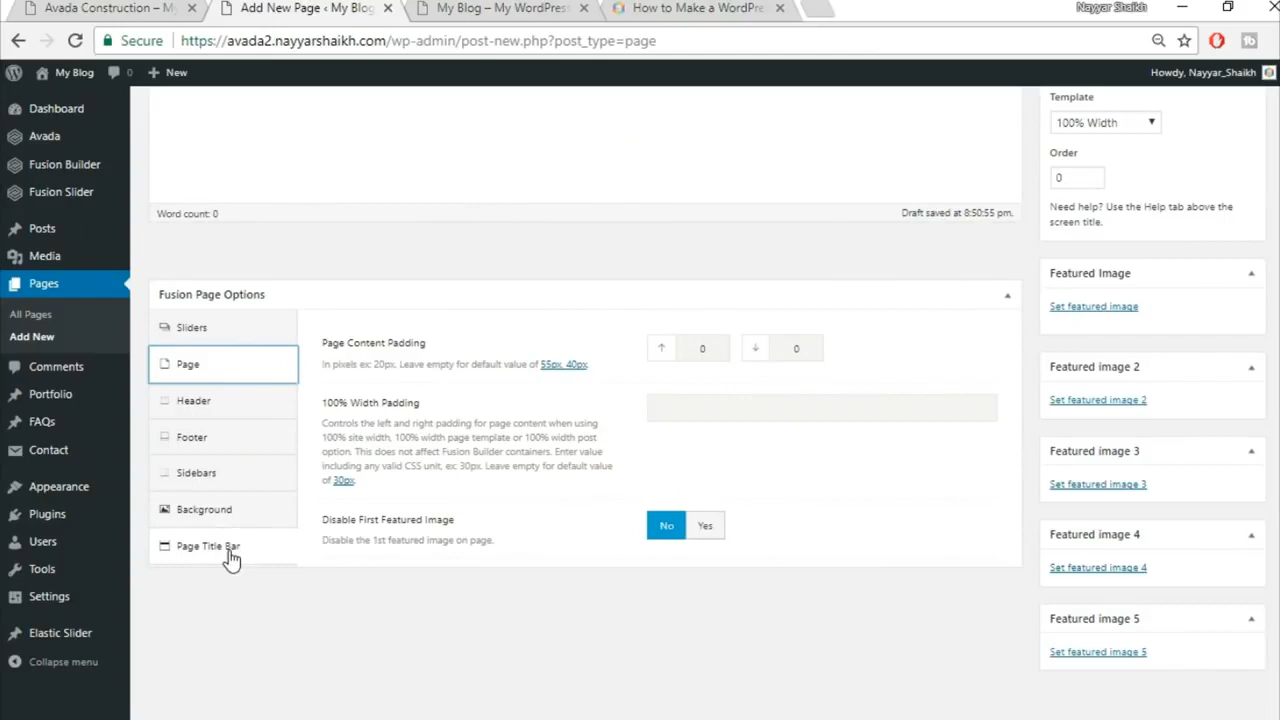 Avada Construction – My
Add New Page ‹ My Blog
My Blog – My WordPress
How to Make a WordPre
Nayyar Shaikh
Secure
https://avada2.nayyarshaikh.com/wp-admin/post-new.php?post_type=page
My Blog
0
New
Howdy, Nayyar_Shaikh
Dashboard
Avada
Fusion Builder
Fusion Slider
Posts
Media
Pages
All Pages
Add New
Comments
Portfolio
FAQs
Contact
Appearance
Plugins
Users
Tools
Settings
Elastic Slider
Collapse menu
Word count: 0
Draft saved at 8:50:55 pm.
Fusion Page Options
Sliders
Page
Header
Footer
Sidebars
Background
Page Title Bar
Page Content Padding
In pixels ex: 20px. Leave empty for default value of 55px, 40px.
0
0
100% Width Padding
Controls the left and right padding for page content when using
100% site width, 100% width page template or 100% width post
option. This does not affect Fusion Builder containers. Enter value
including any valid CSS unit, ex: 30px. Leave empty for default value
of 30px.
Disable First Featured Image
Disable the 1st featured image on page.
No
Yes
Template
100% Width
Order
0
Need help? Use the Help tab above the
screen title.
Featured Image
Set featured image
Featured image 2
Set featured image 2
Featured image 3
Set featured image 3
Featured image 4
Set featured image 4
Featured image 5
Set featured image 5